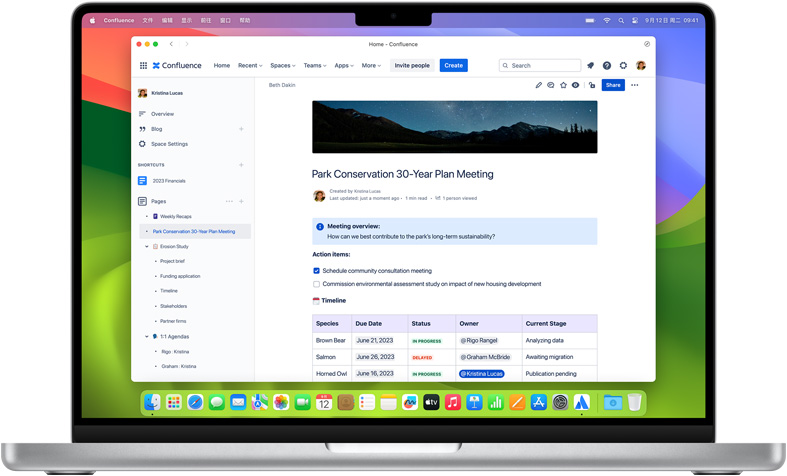 Confluence 文件 编辑 显示 前往 窗口 帮助 9月12日 周二 09:41
Home – Confluence
Confluence Home Recent Spaces Teams Apps More Invite people Create Search
Kristina Lucas
Overview
Blog
Space Settings
SHORTCUTS
2023 Financials
Pages
Weekly Recaps
Park Conservation 30-Year Plan Meeting
Erosion Study
Project brief
Funding application
Timeline
Stakeholders
Partner firms
1:1 Agendas
Rigo · Kristina
Graham · Kristina
Beth Dakin Share
Park Conservation 30-Year Plan Meeting
Created by Kristina Lucas
Last updated: just a moment ago • 1 min read • 1 person viewed
Meeting overview:
How can we best contribute to the park's long-term sustainability?
Action items:
Schedule community consultation meeting
Commission environmental assessment study on impact of new housing development
Timeline
Species Due Date Status Owner Current Stage
Brown Bear June 21, 2023 IN PROGRESS @Rigo Rangel Analyzing data
Salmon June 26, 2023 DELAYED @Graham McBride Awaiting migration
Horned Owl June 16, 2023 IN PROGRESS @Kristina Lucas Publication pending
12
tv